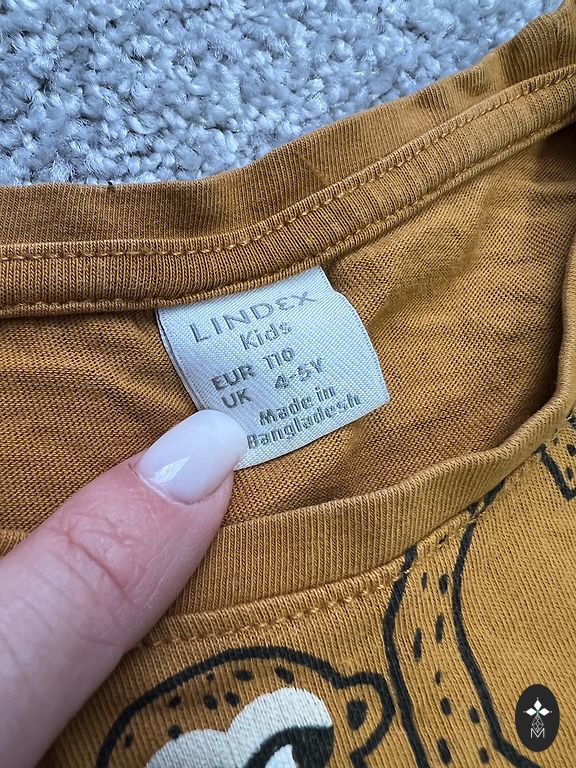 LINDEX
Kids
EUR 110
UK 4-5Y
Made in
Bangladesh
M